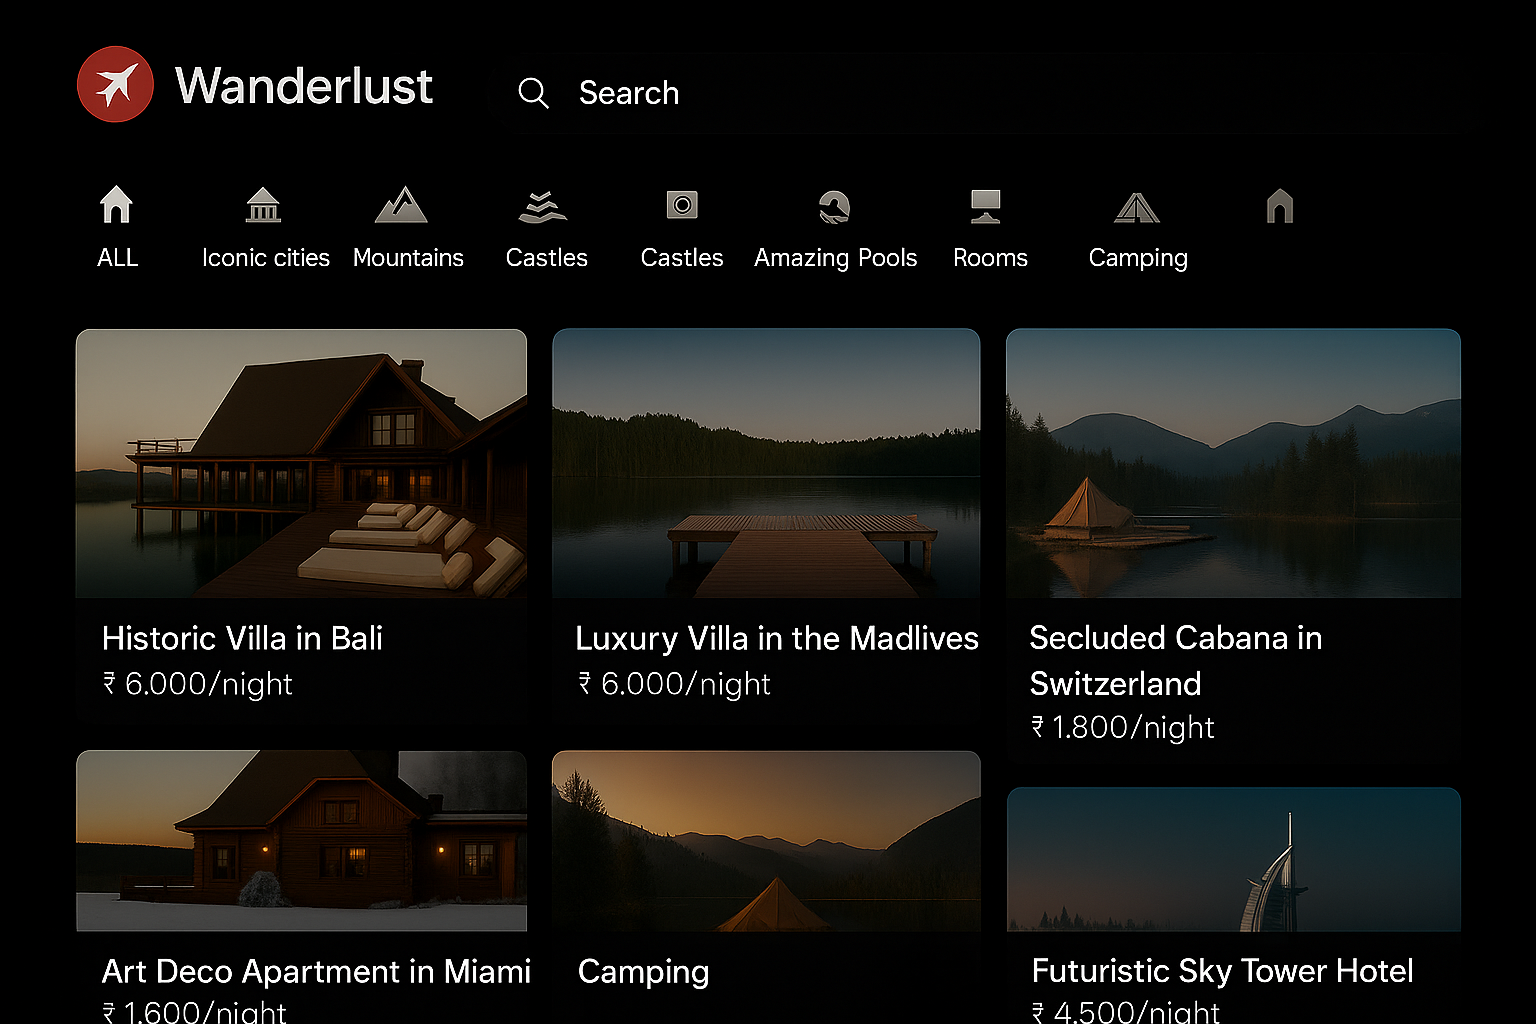 Wanderlust
Search
ALL
Iconic cities
Mountains
Castles
Castles
Amazing Pools
Rooms
Camping
Historic Villa in Bali
₹ 6.000/night
Luxury Villa in the Madlives
₹ 6.000/night
Secluded Cabana in
Switzerland
₹ 1.800/night
Art Deco Apartment in Miami
₹ 1.600/night
Camping
Futuristic Sky Tower Hotel
₹ 4.500/night